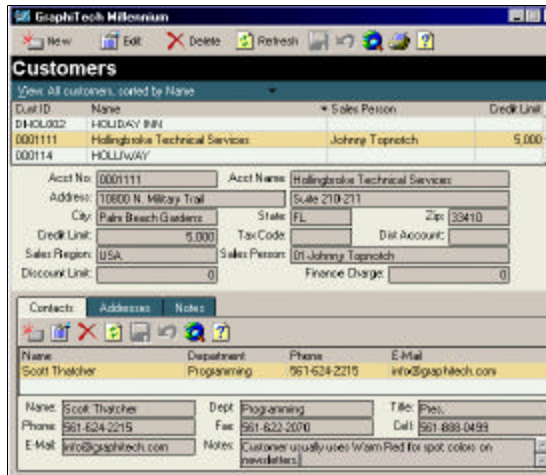 GraphiTech Millennium
New Edit Delete Refresh
Customers
View: All customers, sorted by Name
Cust ID Name Sales Person Credit Limit
DHOL002 HOLIDAY INN
0001111 Hollingbroke Technical Services Johnny Topnotch 5,000
000114 HOLLIWAY
Acct No: 0001111 Acct Name: Hollingbroke Technical Services
Address: 10800 N. Military Trail Suite 210-211
City: Palm Beach Gardens State: FL Zip: 33410
Credit Limit: 5,000 Tax Code: Dist Account:
Sales Region: USA Sales Person: 01-Johnny Topnotch
Discount Limit: 0 Finance Charge: 0
Contacts Addresses Notes
Name Department Phone E-Mail
Scott Thatcher Programming 561-624-2215 info@graphitech.com
Name: Scott Thatcher Dept: Programming Title: Pres.
Phone: 561-624-2215 Fax: 561-622-2070 Cell: 561-888-0499
E-Mail: info@graphitech.com Notes: Customer usually uses Warm Red for spot colors on
newsletters.